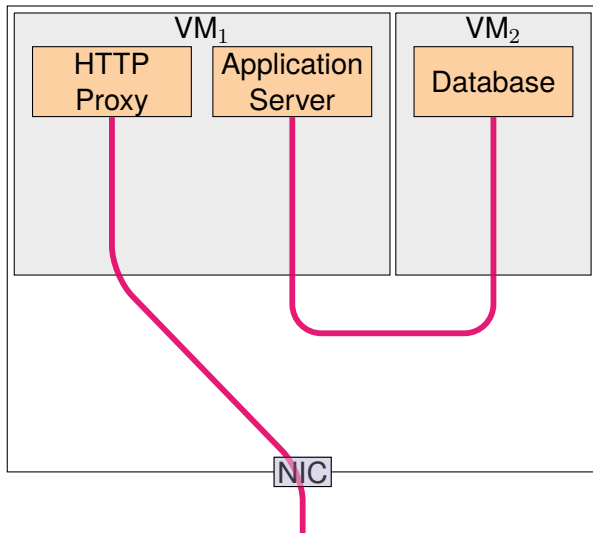 VM₁
HTTP
Proxy
Application
Server
VM₂
Database
NIC